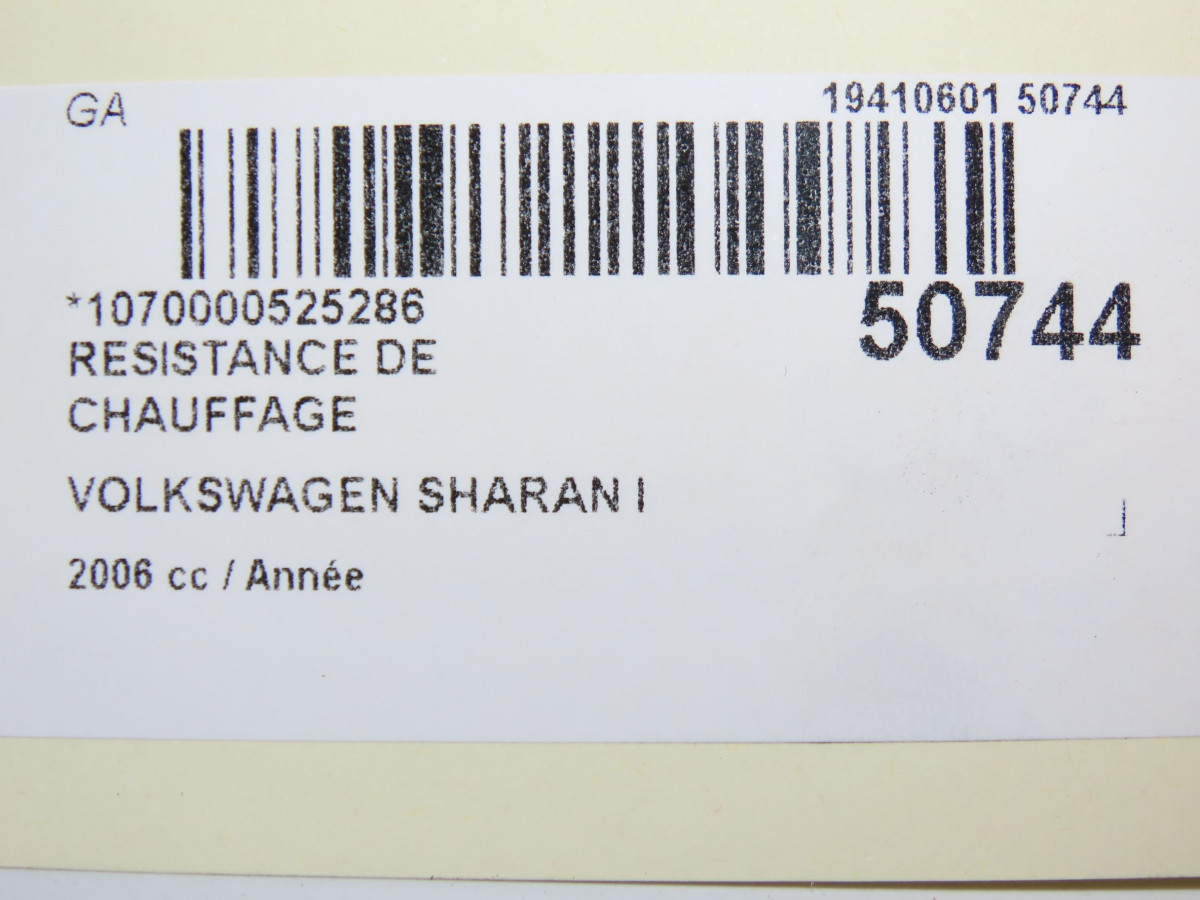 GA
19410601 50744
*1070000525286
50744
RESISTANCE DE
CHAUFFAGE
VOLKSWAGEN SHARAN I
2006 cc / Année